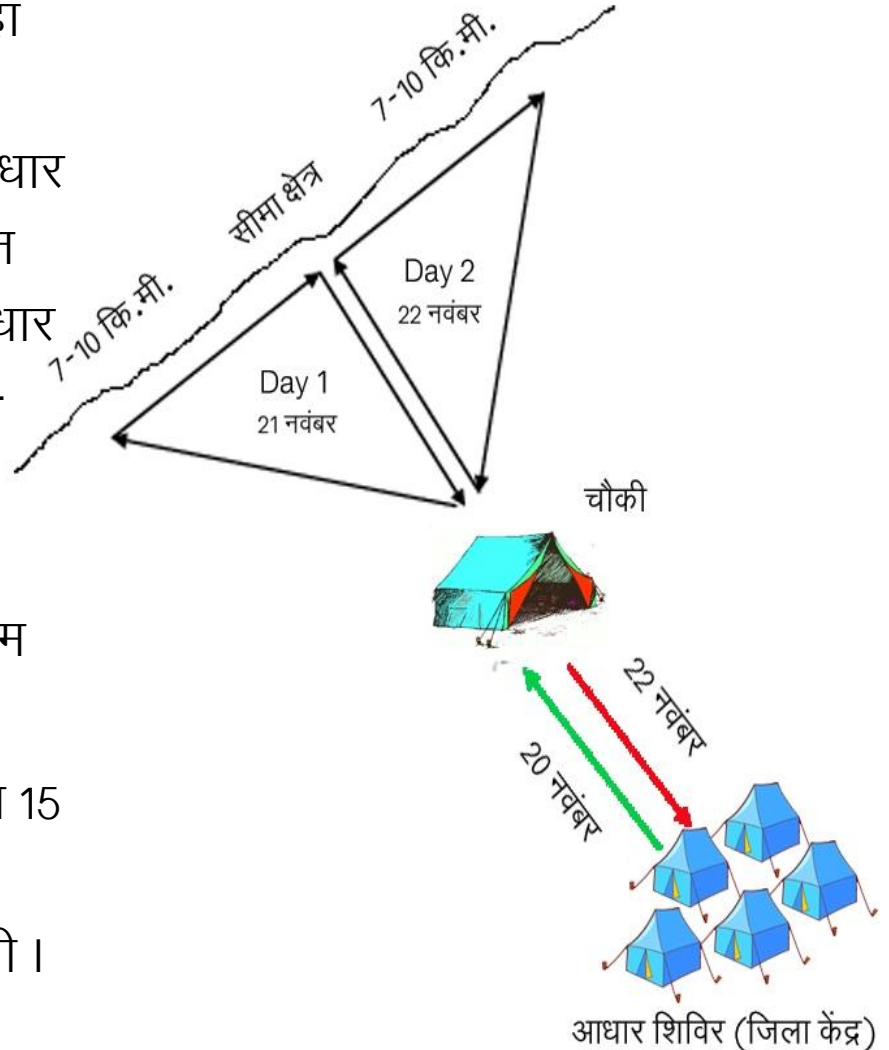 7-10 कि.मी.
सीमा क्षेत्र
7-10 कि.मी.
Day 2
22 नवंबर
Day 1
21 नवंबर
चौकी
22 नवंबर
20 नवंबर
15
आधार शिविर (जिला केंद्र)